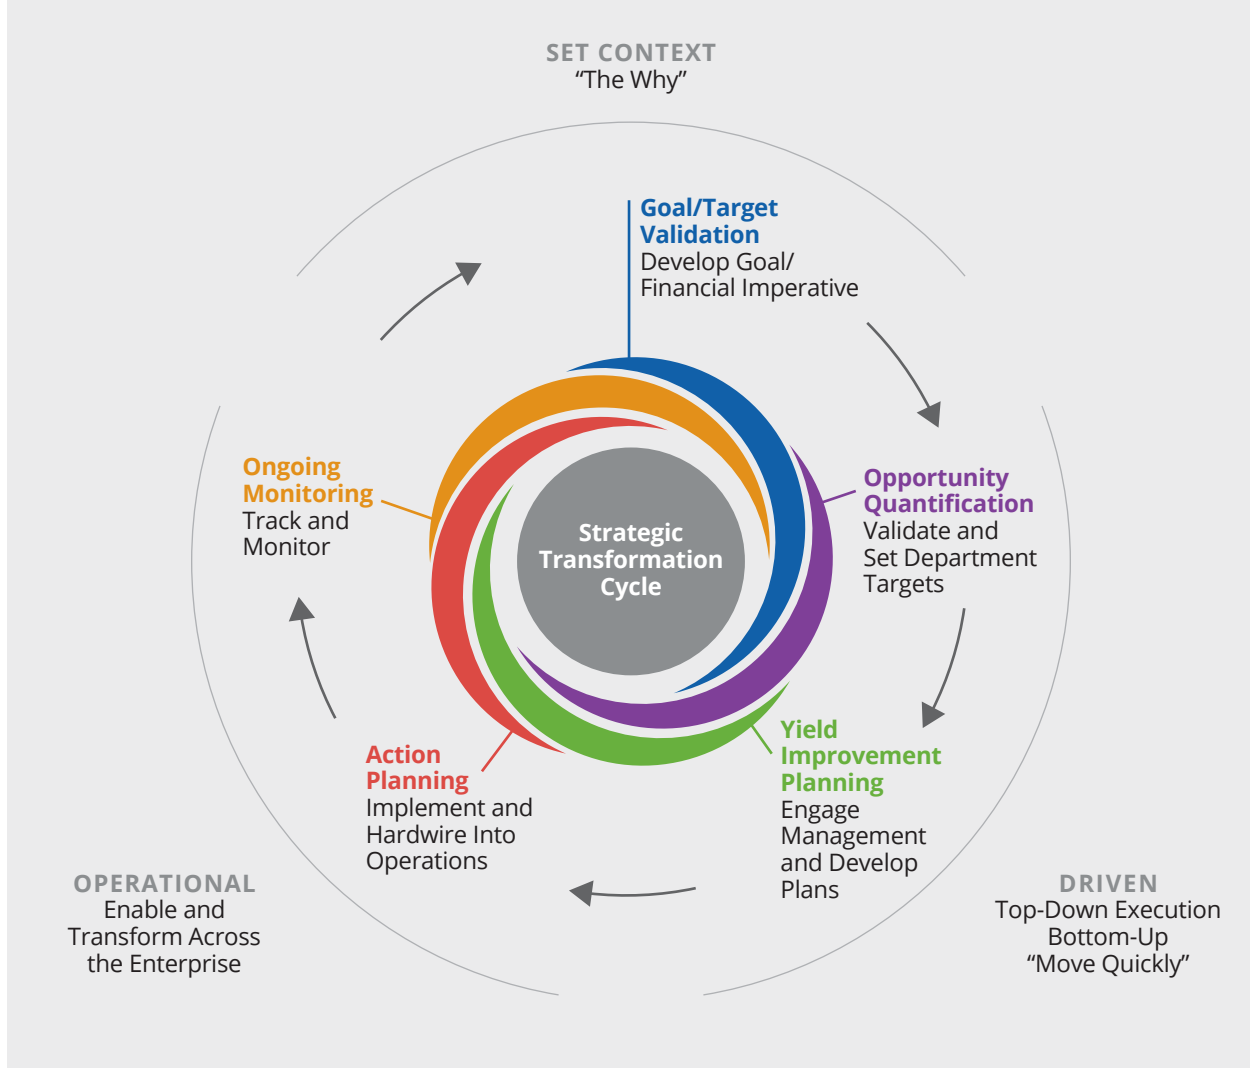 SET CONTEXT
“The Why”
Goal/Target
Validation
Develop Goal/
Financial Imperative
Opportunity
Quantification
Validate and
Set Department
Targets
Yield
Improvement
Planning
Engage
Management
and Develop
Plans
Action
Planning
Implement and
Hardwire Into
Operations
Ongoing
Monitoring
Track and
Monitor
Strategic
Transformation
Cycle
OPERATIONAL
Enable and
Transform Across
the Enterprise
DRIVEN
Top-Down Execution
Bottom-Up
“Move Quickly”